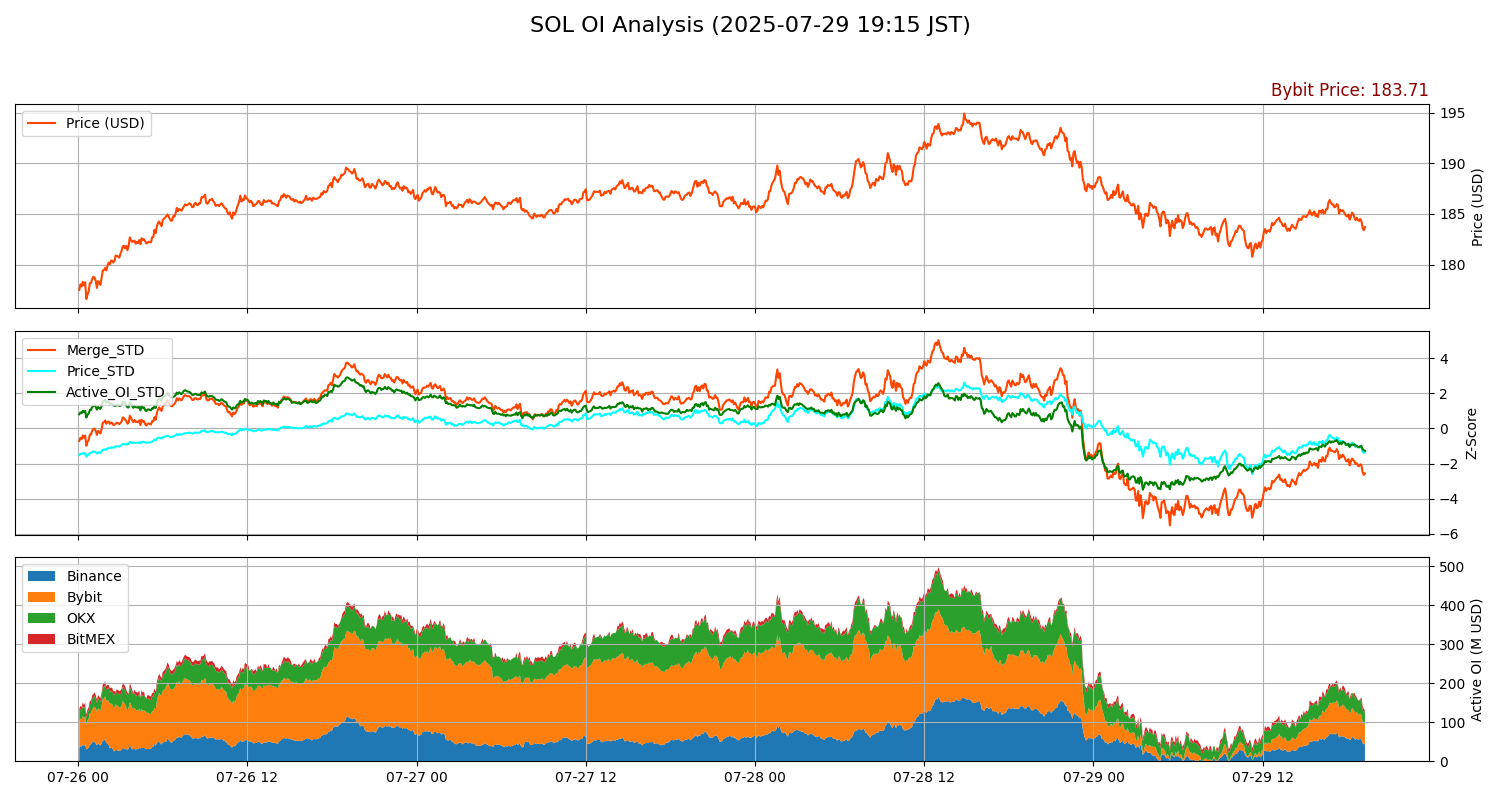 SOL OI Analysis (2025-07-29 19:15 JST)
Bybit Price: 183.71
Price (USD)
195
190
185
180
Price (USD)
Merge_STD
Price_STD
Active_OI_STD
4
2
0
−2
−4
−6
Z-Score
Binance
Bybit
OKX
BitMEX
500
400
300
200
100
0
Active OI (M USD)
07-26 00 07-26 12 07-27 00 07-27 12 07-28 00 07-28 12 07-29 00 07-29 12